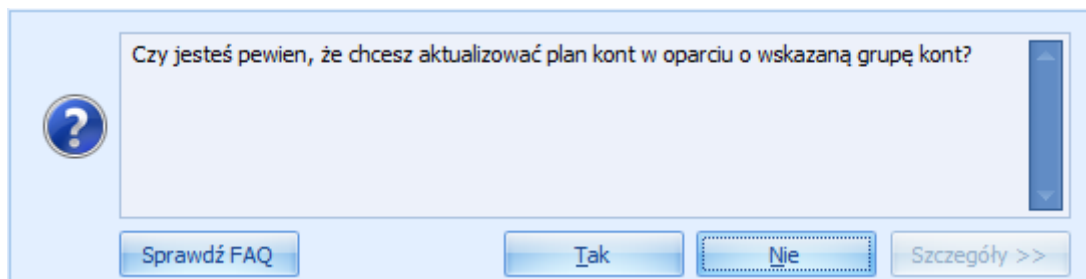 Czy jesteś pewien, że chcesz aktualizować plan kont w oparciu o wskazaną grupę kont?
?
Sprawdź FAQ Tak Nie Szczegóły >>